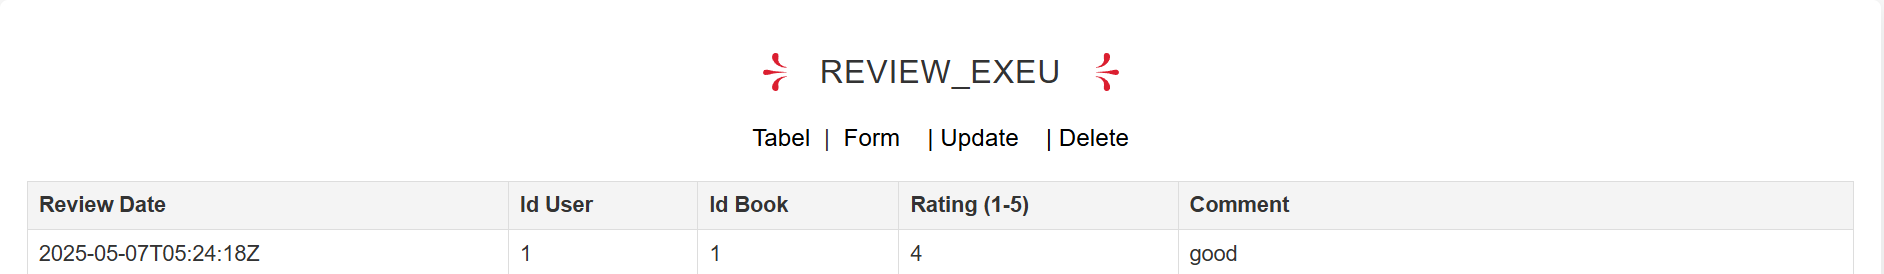 REVIEW_EXEU
Tabel | Form | Update | Delete
Review Date Id User Id Book Rating (1-5) Comment
2025-05-07T05:24:18Z 1 1 4 good